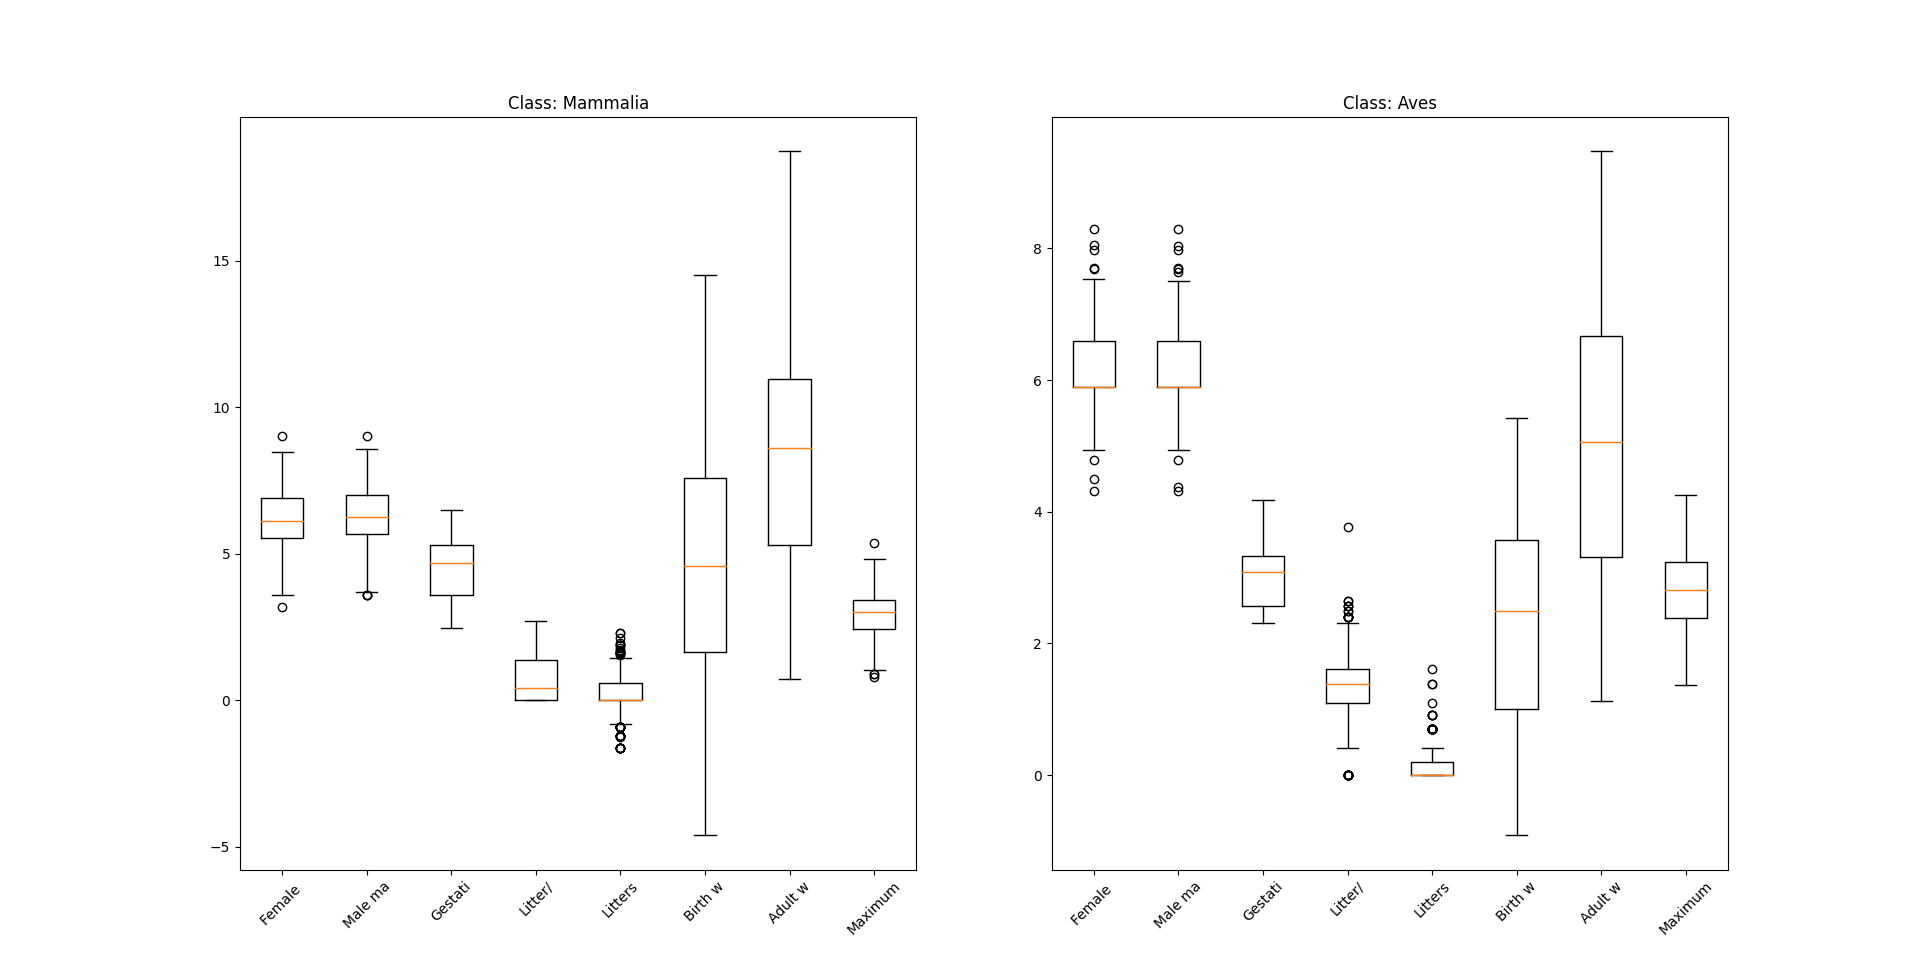 Class: Mammalia
15
10
5
0
−5
Female
Male ma
Gestati
Litter/
Litters
Birth w
Adult w
Maximum
Class: Aves
8
6
4
2
0
Female
Male ma
Gestati
Litter/
Litters
Birth w
Adult w
Maximum